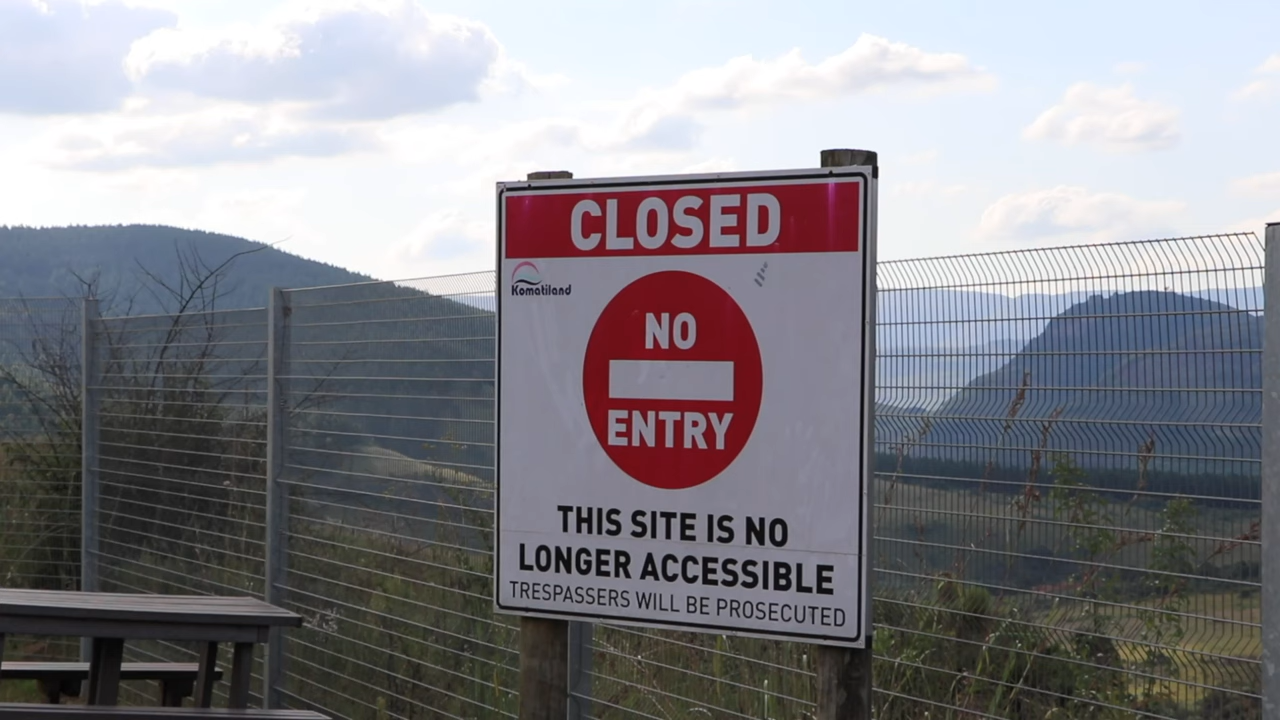 CLOSED
Komatiland
NO
ENTRY
THIS SITE IS NO
LONGER ACCESSIBLE
TRESPASSERS WILL BE PROSECUTED